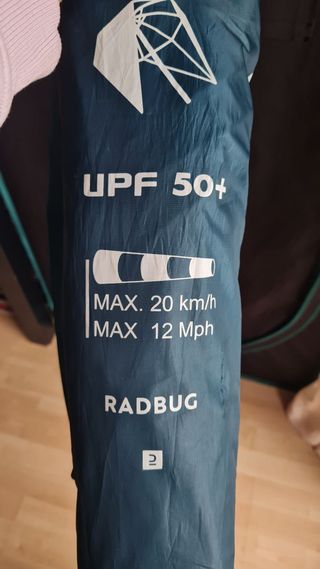 UPF 50+
MAX. 20 km/h
MAX 12 Mph
RADBUG